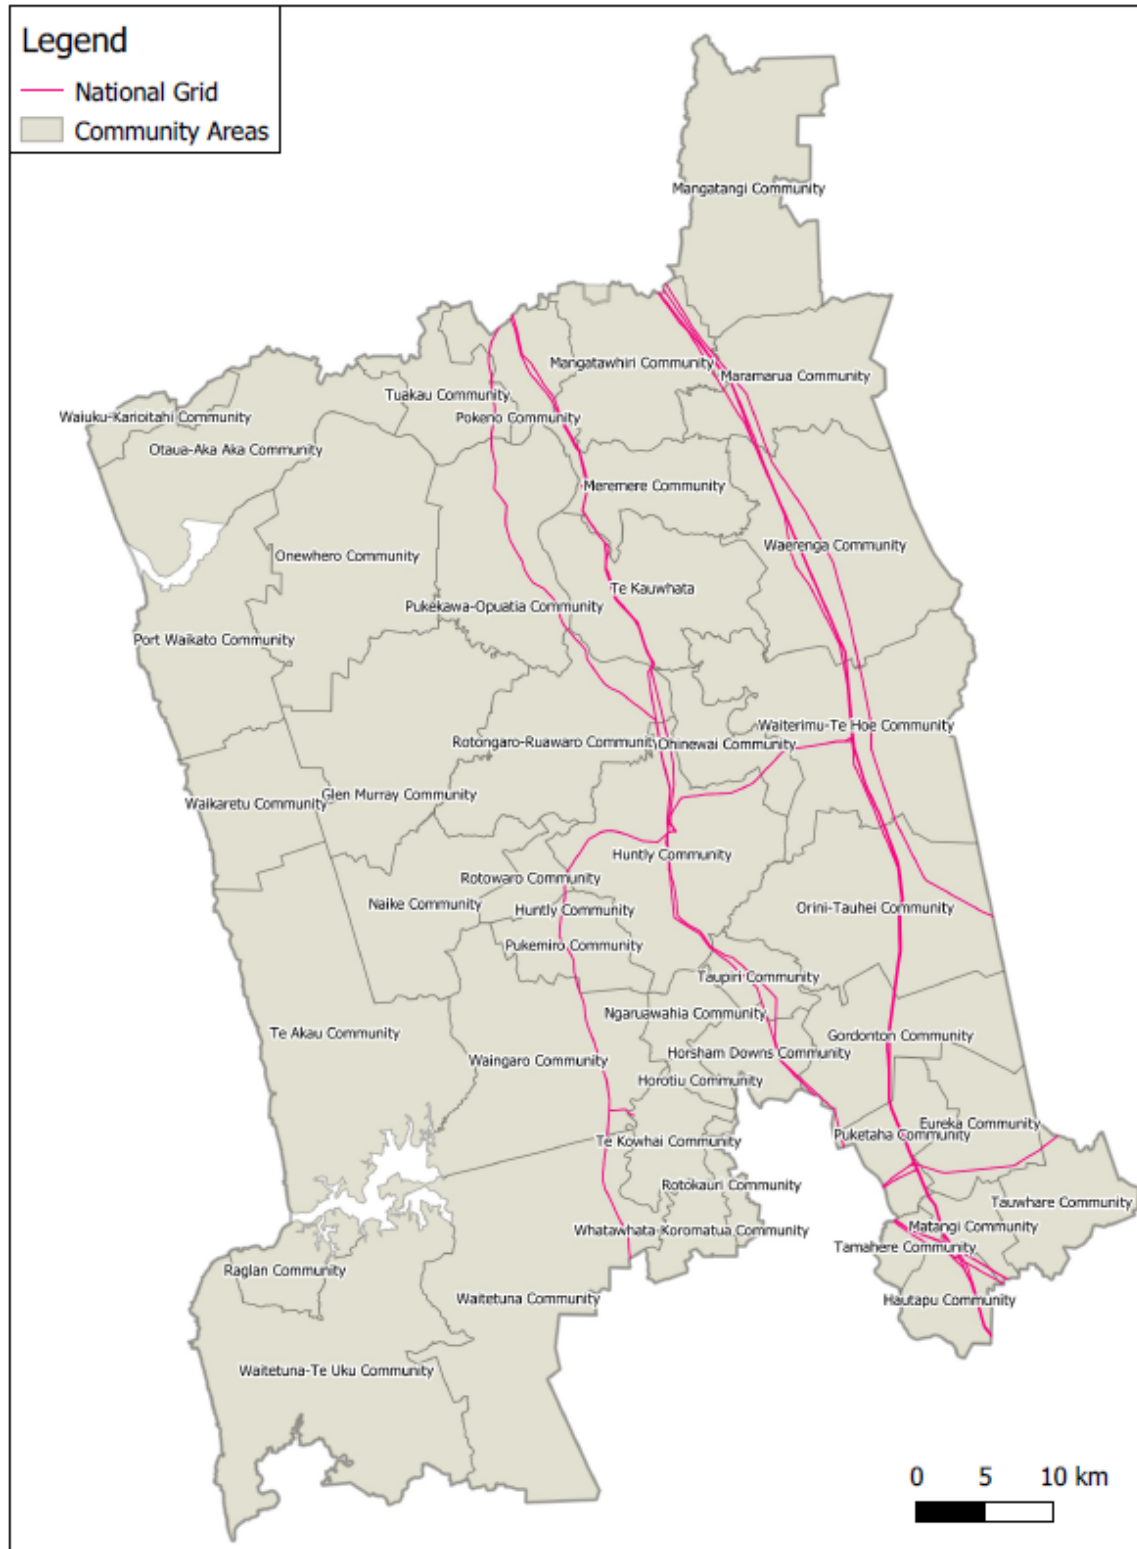 Legend
National Grid
Community Areas
Mangatangi Community
Mangatawhiri Community
Maramarua Community
Tuakau Community
Pokeno Community
Waiuku-Karioitahi Community
Otaua-Aka Aka Community
Meremere Community
Waerenga Community
Onewhero Community
Te Kauwhata
Pukekawa-Opuatia Community
Port Waikato Community
Waiterimu-Te Hoe Community
Rotongaro-Ruawaro Community
Ohinewai Community
Glen Murray Community
Waikaretu Community
Huntly Community
Rotowaro Community
Naike Community
Huntly Community
Orini-Tauhei Community
Pukemiro Community
Taupiri Community
Ngaruawahia Community
Te Akau Community
Gordonton Community
Waingaro Community
Horsham Downs Community
Horotiu Community
Eureka Community
Puketaha Community
Te Kowhai Community
Rotokauri Community
Tauwhare Community
Whatawhata-Koromatua Community
Matangi Community
Tamahere Community
Raglan Community
Waitetuna Community
Hautapu Community
Waitetuna-Te Uku Community
0 5 10 km